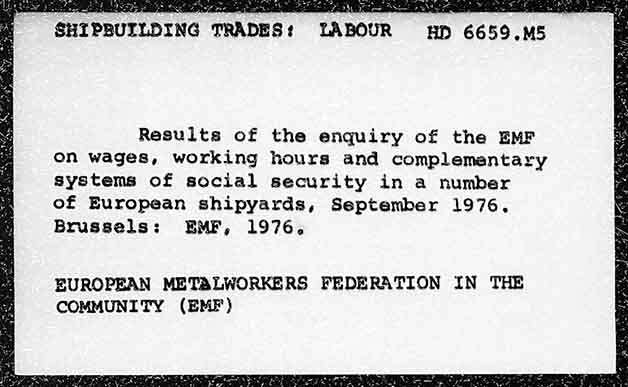 SHIPBUILDING TRADES: LABOUR HD 6659.M5
Results of the enquiry of the EMF
on wages, working hours and complementary
systems of social security in a number
of European shipyards, September 1976.
Brussels: EMF, 1976.
EUROPEAN METALWORKERS FEDERATION IN THE
COMMUNITY (EMF)